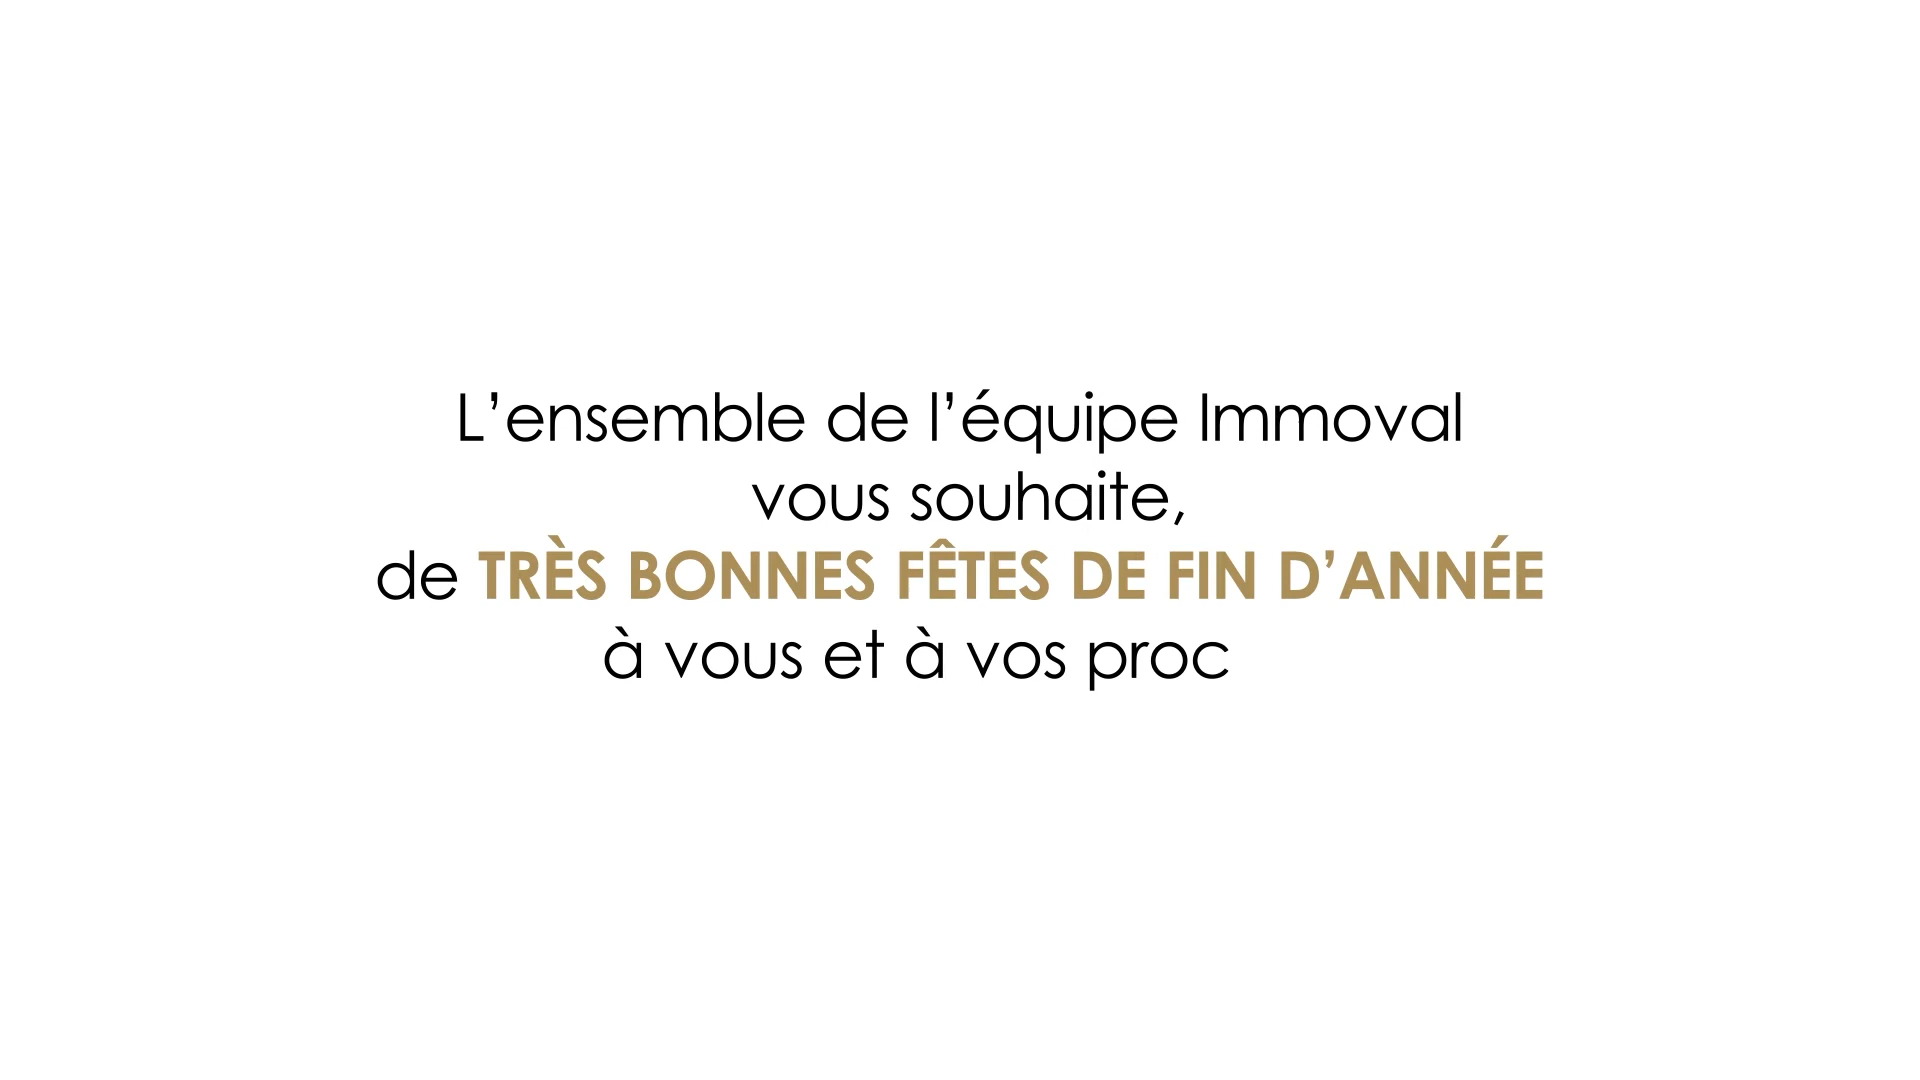 L’ensemble de l’équipe Immoval
vous souhaite,
de TRÈS BONNES FÊTES DE FIN D’ANNÉE
à vous et à vos proc